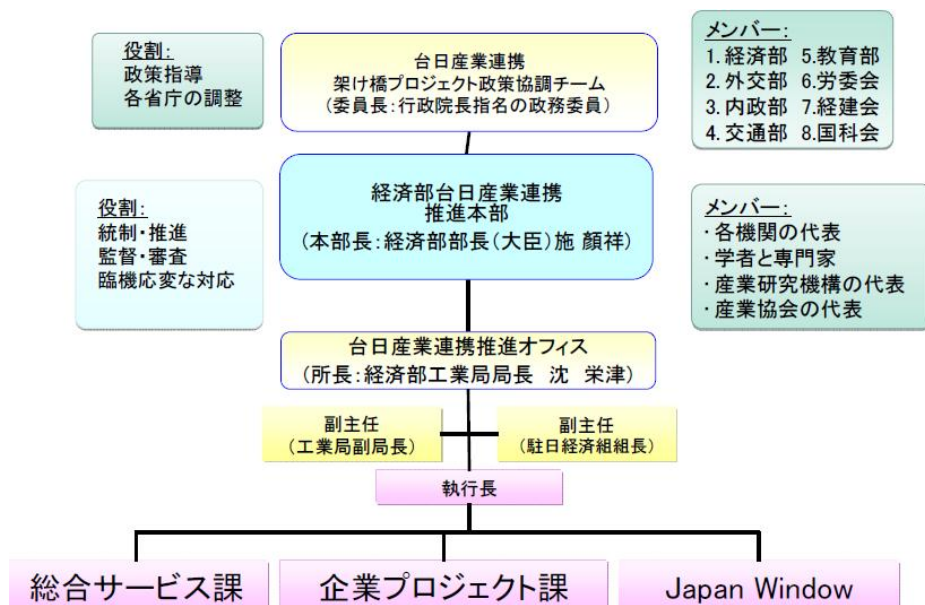 役割:
政策指導
各省庁の調整
台日産業連携
架け橋プロジェクト政策協調チーム
(委員長:行政院長指名の政務委員)
メンバー:
1.経済部 5.教育部
2.外交部 6.労委会
3.内政部 7.経建会
4.交通部 8.国科会
役割:
統制・推進
監督・審査
臨機応変な対応
経済部台日産業連携
推進本部
(本部長:経済部部長(大臣)施 顔祥)
メンバー:
・各機関の代表
・学者と専門家
・産業研究機構の代表
・産業協会の代表
台日産業連携推進オフィス
(所長:経済部工業局局長 沈 栄津)
副主任
(工業局副局長)
副主任
(駐日経済組組長)
執行長
総合サービス課
企業プロジェクト課
Japan Window